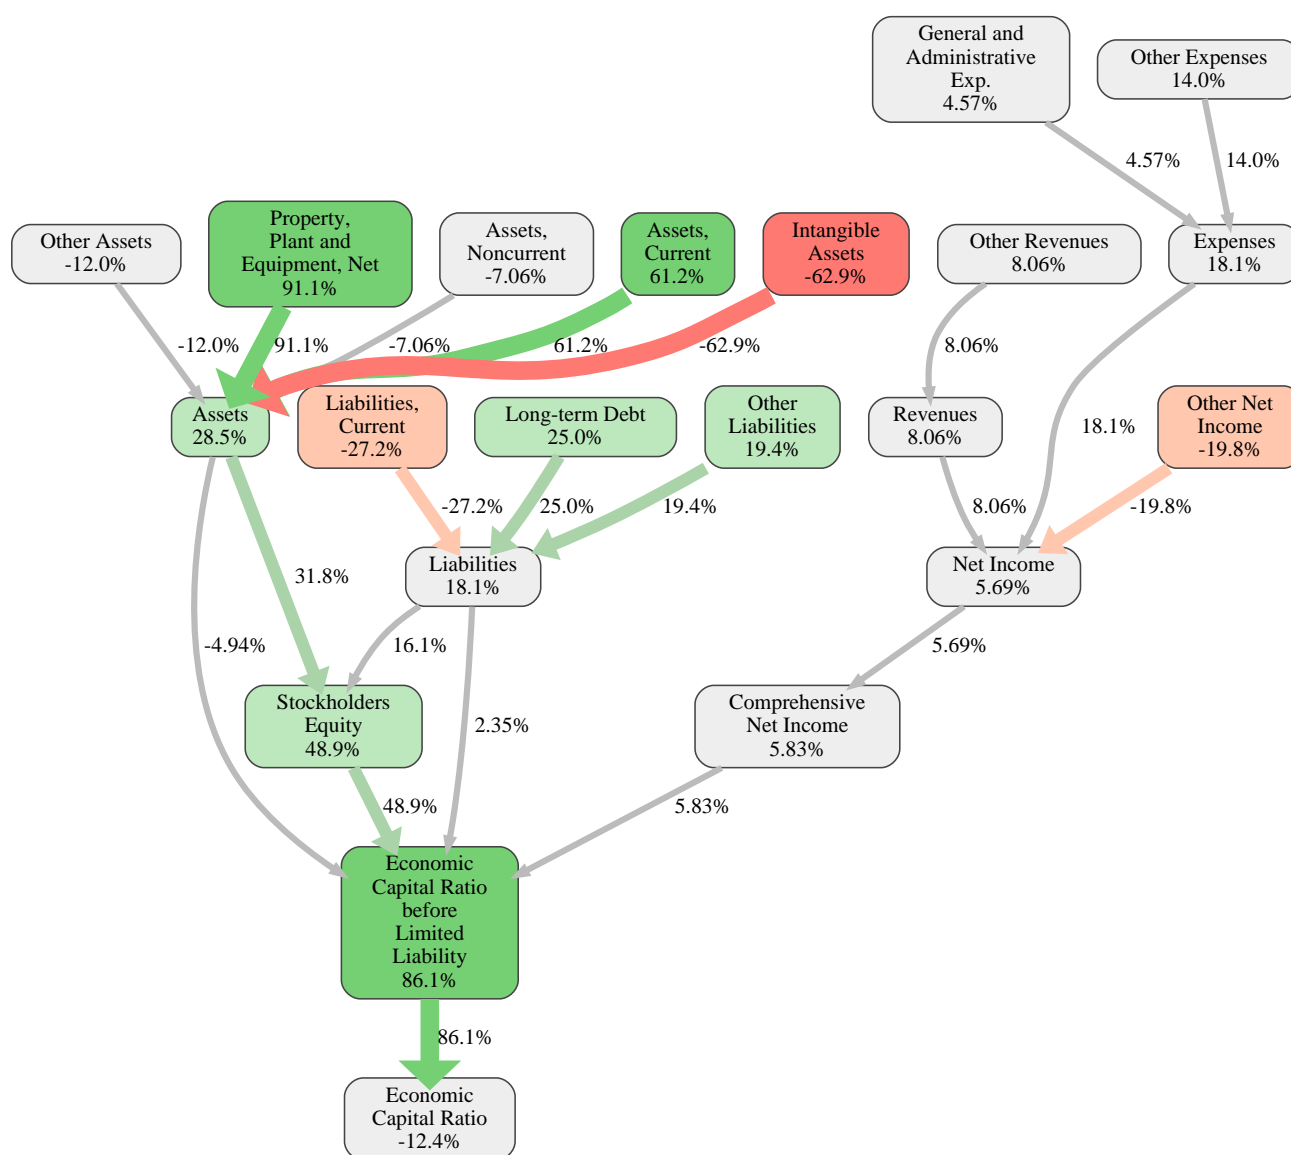 General and
Administrative
Exp.
4.57%
Other Expenses
14.0%
4.57%
14.0%
Other Assets
-12.0%
Property,
Plant and
Equipment, Net
91.1%
Assets,
Noncurrent
-7.06%
Assets,
Current
61.2%
Intangible
Assets
-62.9%
Other Revenues
8.06%
Expenses
18.1%
-12.0%
91.1%
-7.06%
61.2%
-62.9%
8.06%
Assets
28.5%
Liabilities,
Current
-27.2%
Long-term Debt
25.0%
Other
Liabilities
19.4%
Revenues
8.06%
18.1%
Other Net
Income
-19.8%
-27.2%
25.0%
19.4%
8.06%
-19.8%
31.8%
Liabilities
18.1%
Net Income
5.69%
-4.94%
16.1%
5.69%
Stockholders
Equity
48.9%
2.35%
Comprehensive
Net Income
5.83%
48.9%
5.83%
Economic
Capital Ratio
before
Limited
Liability
86.1%
86.1%
Economic
Capital Ratio
-12.4%